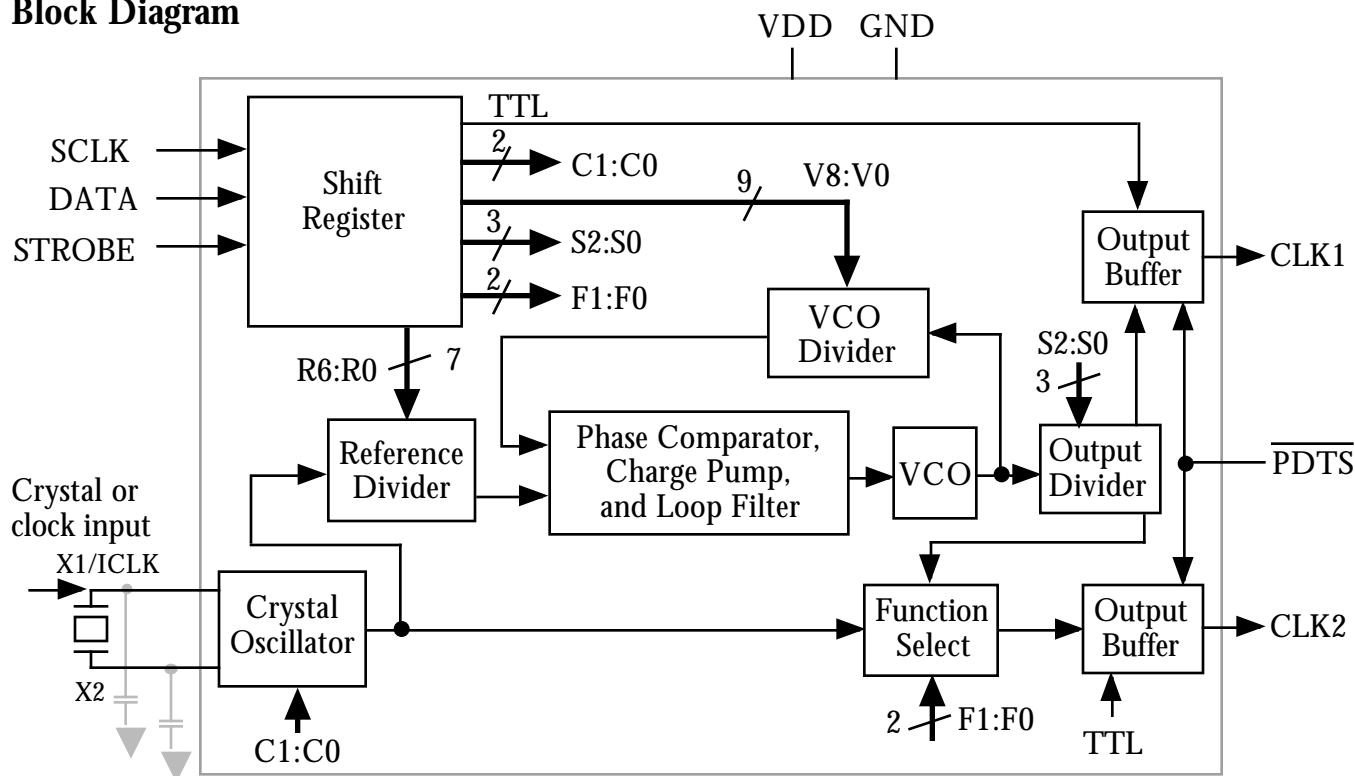 Block Diagram
VDD GND
TTL
SCLK
DATA
STROBE
Shift
Register
2
C1:C0
9
V8:V0
3
S2:S0
2
F1:F0
R6:R0
7
VCO
Divider
Output
Buffer
CLK1
S2:S0
3
Reference
Divider
Phase Comparator,
Charge Pump,
and Loop Filter
VCO
Output
Divider
PDTS
Crystal or
clock input
X1/ICLK
X2
Crystal
Oscillator
C1:C0
Function
Select
2
F1:F0
Output
Buffer
CLK2
TTL